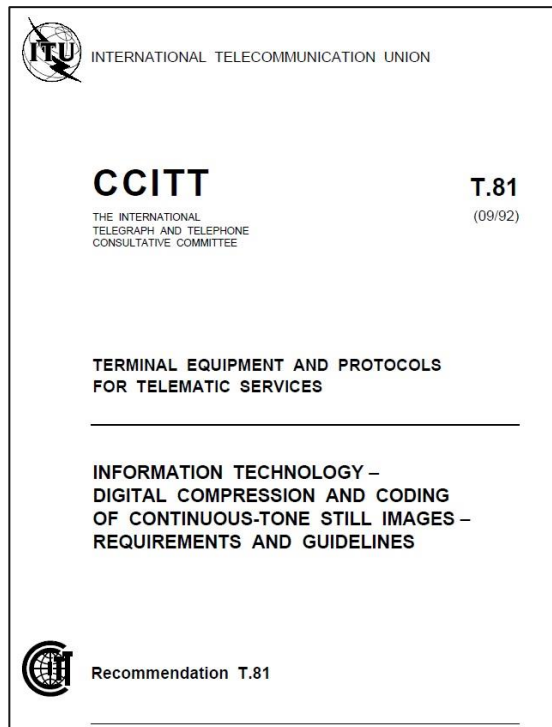 ITU
INTERNATIONAL TELECOMMUNICATION UNION
CCITT
T.81
THE INTERNATIONAL
TELEGRAPH AND TELEPHONE
CONSULTATIVE COMMITTEE
(09/92)
TERMINAL EQUIPMENT AND PROTOCOLS
FOR TELEMATIC SERVICES
INFORMATION TECHNOLOGY –
DIGITAL COMPRESSION AND CODING
OF CONTINUOUS-TONE STILL IMAGES –
REQUIREMENTS AND GUIDELINES
CCITT
Recommendation T.81